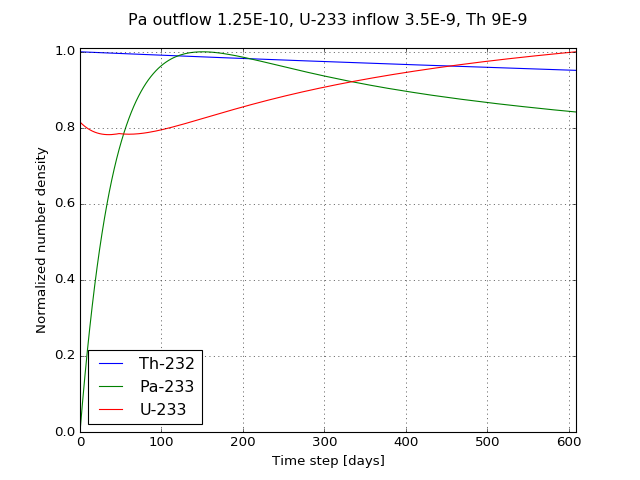 Pa outflow 1.25E-10, U-233 inflow 3.5E-9, Th 9E-9
Normalized number density
1.0
0.8
0.6
0.4
0.2
0.0
Th-232
Pa-233
U-233
0 100 200 300 400 500 600
Time step [days]